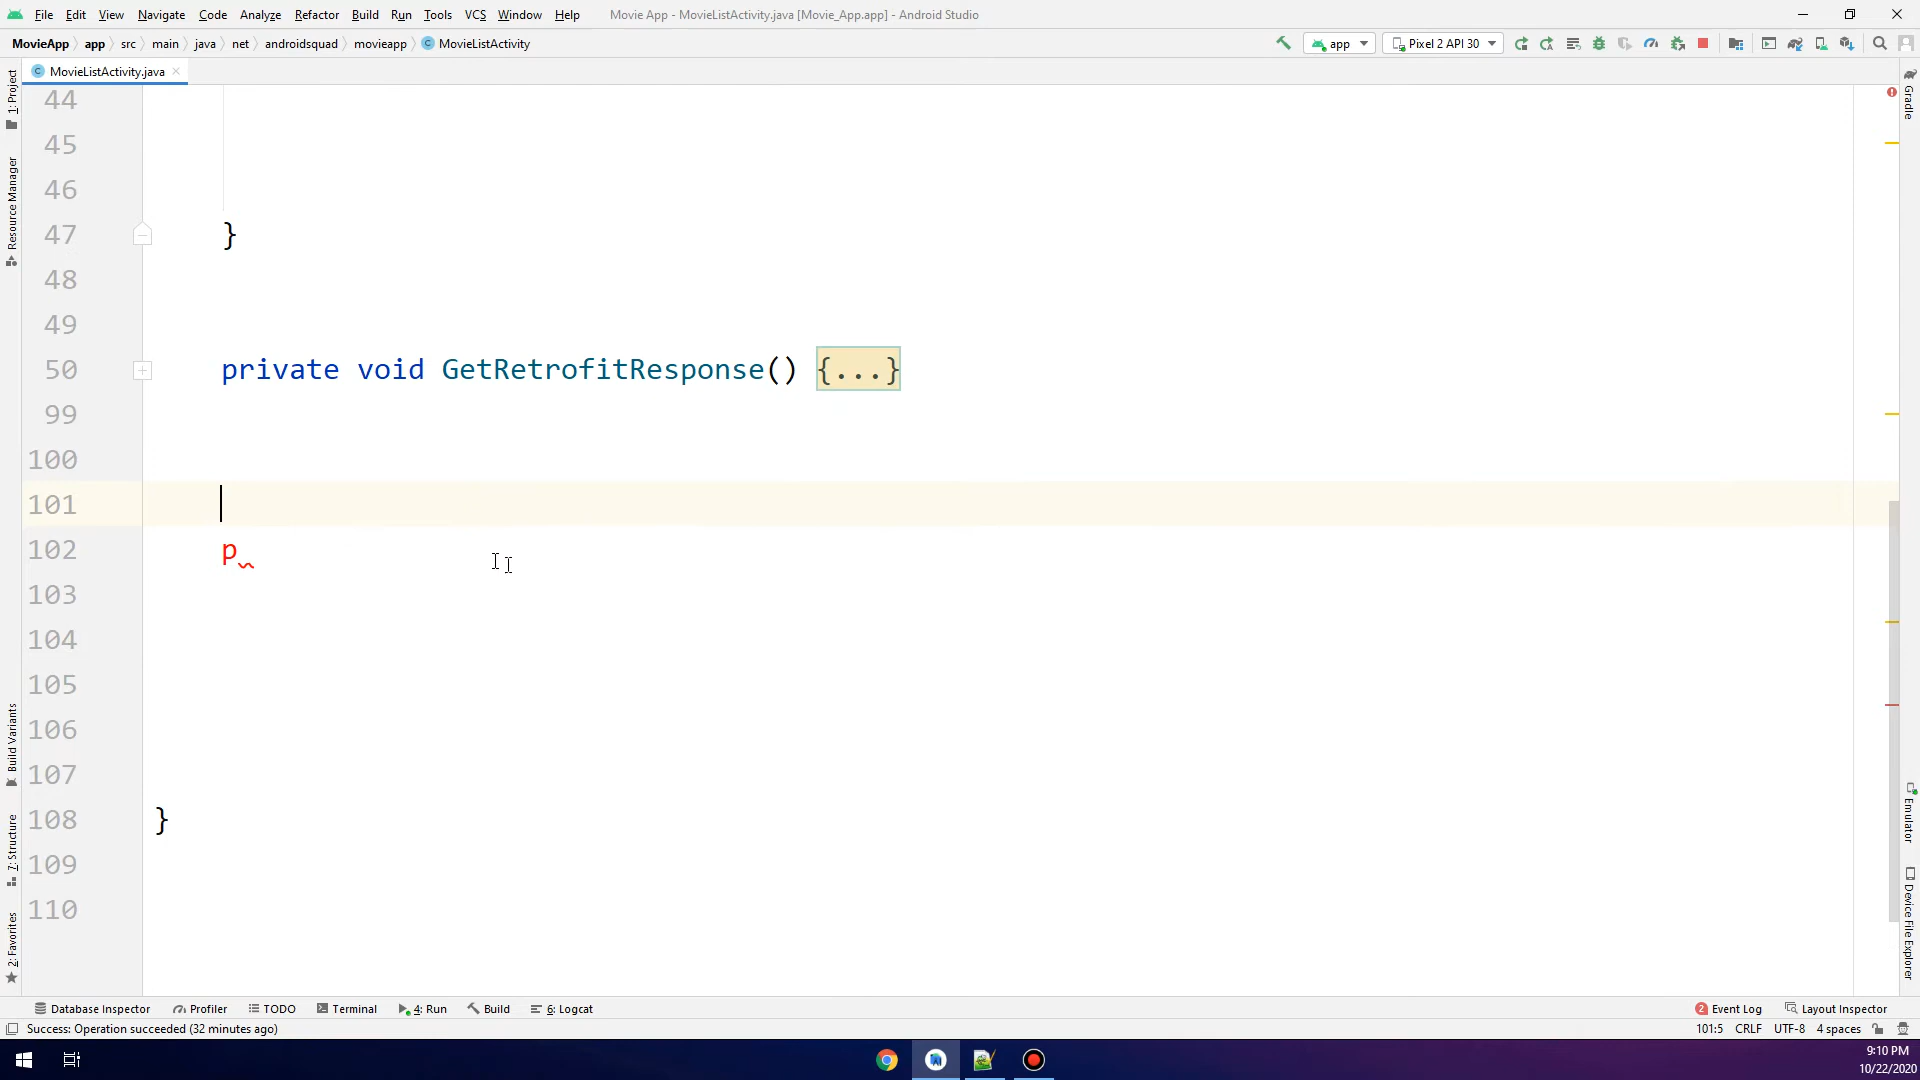 File Edit View Navigate Code Analyze Refactor Build Run Tools VCS Window Help Movie App - MovieListActivity.java [Movie_App.app] - Android Studio
MovieApp app src main java net androidsquad movieapp MovieListActivity app Pixel 2 API 30
MovieListActivity.java
1: Project
Resource Manager
Build Variants
7: Structure
2: Favorites
44
45
46
47 }
48
49
50 private void GetRetrofitResponse() {...}
99
100
101
102 p
103
104
105
106
107
108 }
109
110
Gradle
Emulator
Device File Explorer
Database Inspector Profiler TODO Terminal 4: Run Build 6: Logcat 2 Event Log Layout Inspector
Success: Operation succeeded (32 minutes ago) 101:5 CRLF UTF-8 4 spaces
9:10 PM
10/22/2020